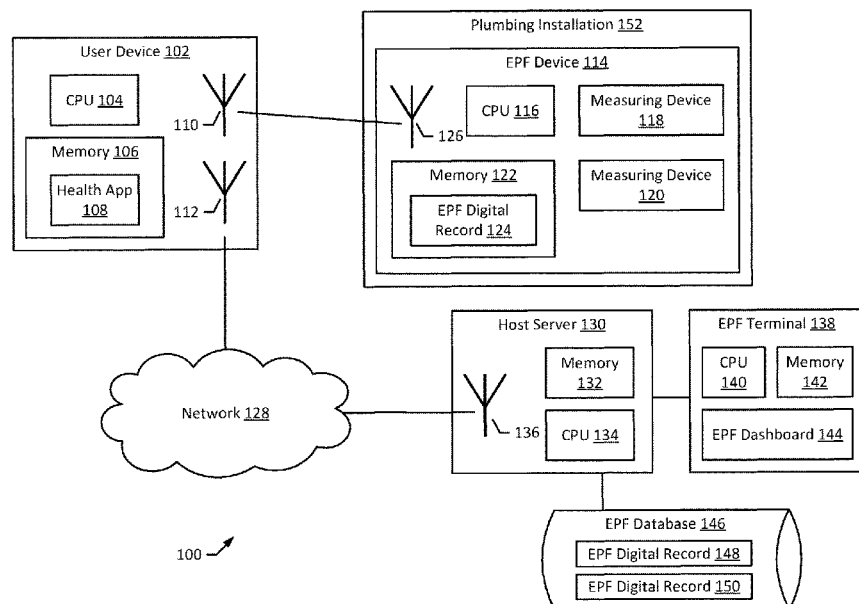 Plumbing Installation 152
User Device 102
EPF Device 114
CPU 104
110
126
CPU 116
Measuring Device
118
Memory 106
Health App
108
112
Memory 122
EPF Digital
Record 124
Measuring Device
120
Host Server 130
EPF Terminal 138
Memory
132
CPU
140
Memory
142
Network 128
136
CPU 134
EPF Dashboard 144
100
EPF Database 146
EPF Digital Record 148
EPF Digital Record 150